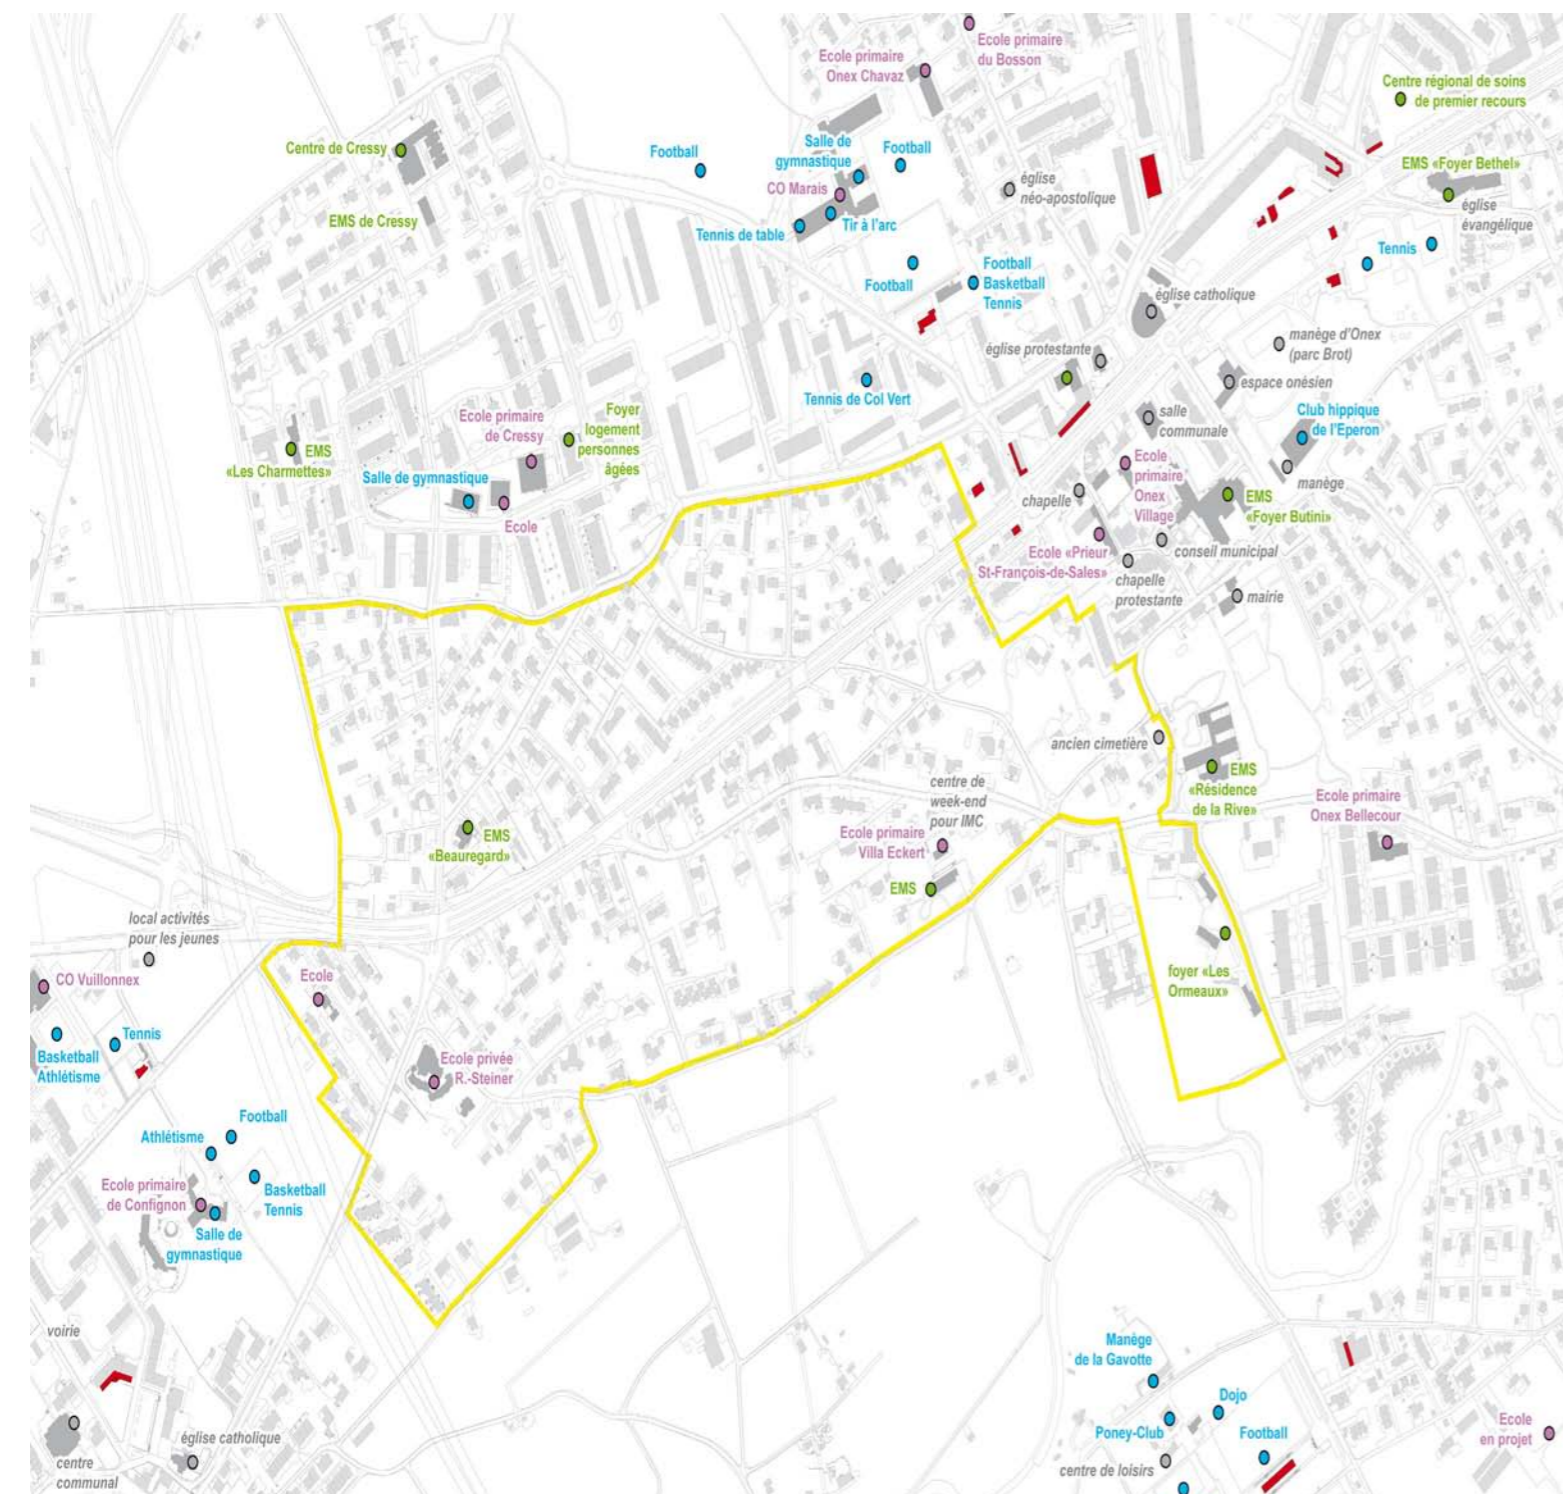 Ecole primaire
du Bosson
Ecole primaire
Onex Chavaz
Centre régional de soins
de premier recours
Centre de Cressy
EMS de Cressy
Football
Salle de
gymnastique
Football
CO Marais
Tennis de table
Tir à l'arc
église
néo-apostolique
EMS «Foyer Bethel»
église
évangélique
Tennis
Football
Football
Basketball
Tennis
église catholique
église protestante
manège d'Onex
(parc Brot)
espace onésien
Tennis de Col Vert
salle
communale
Club hippique
de l'Eperon
manège
Ecole primaire
de Cressy
Foyer
logement
personnes
âgées
EMS
«Les Charmettes»
Salle de gymnastique
Ecole
chapelle
Ecole
primaire
Onex
Village
EMS
«Foyer Butini»
Ecole «Prieur
St-François-de-Sales»
conseil municipal
chapelle
protestante
mairie
ancien cimetière
EMS
«Résidence
de la Rive»
centre de
week-end
pour IMC
Ecole primaire
Villa Eckert
EMS
Ecole primaire
Onex Bellecour
EMS
«Beauregard»
local activités
pour les jeunes
CO Vuillonnex
Ecole
foyer «Les
Ormeaux»
Tennis
Basketball
Athlétisme
Ecole privée
R.-Steiner
Football
Athlétisme
Ecole primaire
de Confignon
Basketball
Tennis
Salle de
gymnastique
voirie
église catholique
centre
communal
Manège
de la Gavotte
Dojo
Poney-Club
Football
centre de loisirs
Ecole
en projet